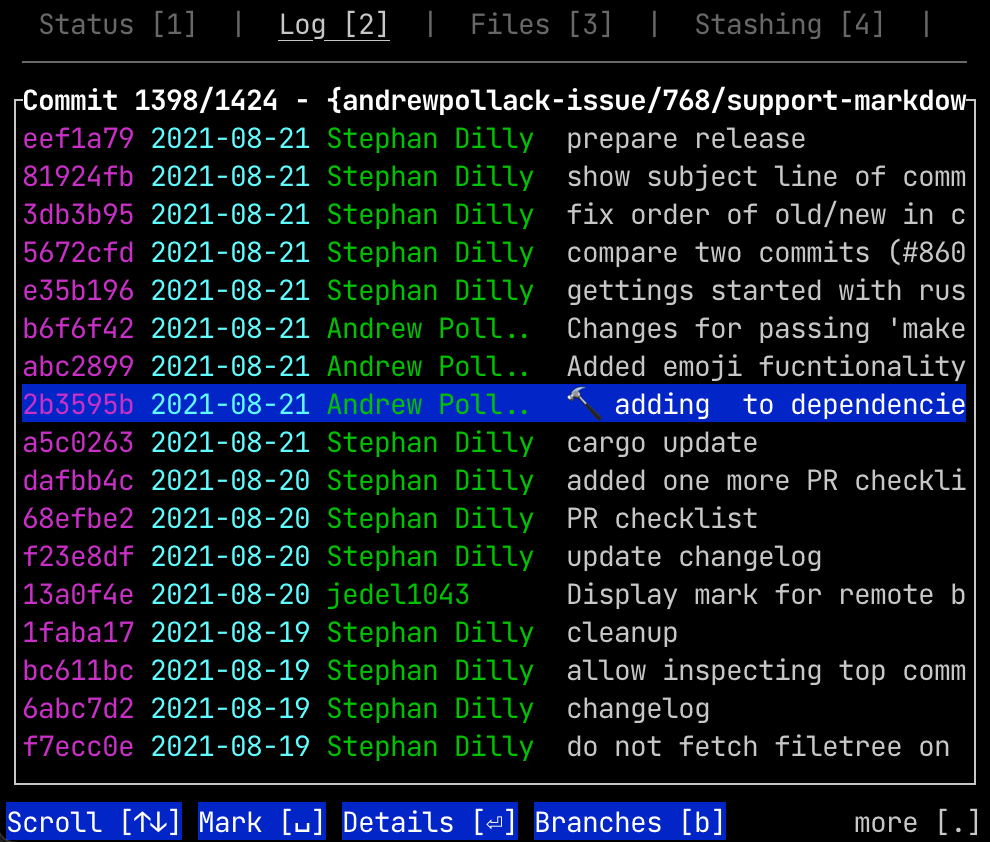 Status [1] | Log [2] | Files [3] | Stashing [4] |
Commit 1398/1424 - {andrewpollack-issue/768/support-markdow
eef1a79 2021-08-21 Stephan Dilly prepare release
81924fb 2021-08-21 Stephan Dilly show subject line of comm
3db3b95 2021-08-21 Stephan Dilly fix order of old/new in c
5672cfd 2021-08-21 Stephan Dilly compare two commits (#860
e35b196 2021-08-21 Stephan Dilly gettings started with rus
b6f6f42 2021-08-21 Andrew Poll.. Changes for passing 'make
abc2899 2021-08-21 Andrew Poll.. Added emoji fucntionality
2b3595b 2021-08-21 Andrew Poll.. 🔨 adding  to dependencie
a5c0263 2021-08-21 Stephan Dilly cargo update
dafbb4c 2021-08-20 Stephan Dilly added one more PR checkli
68efbe2 2021-08-20 Stephan Dilly PR checklist
f23e8df 2021-08-20 Stephan Dilly update changelog
13a0f4e 2021-08-20 jedel1043 Display mark for remote b
1faba17 2021-08-19 Stephan Dilly cleanup
bc611bc 2021-08-19 Stephan Dilly allow inspecting top comm
6abc7d2 2021-08-19 Stephan Dilly changelog
f7ecc0e 2021-08-19 Stephan Dilly do not fetch filetree on
Scroll [↑↓] Mark [␣] Details [⏎] Branches [b] more [.]